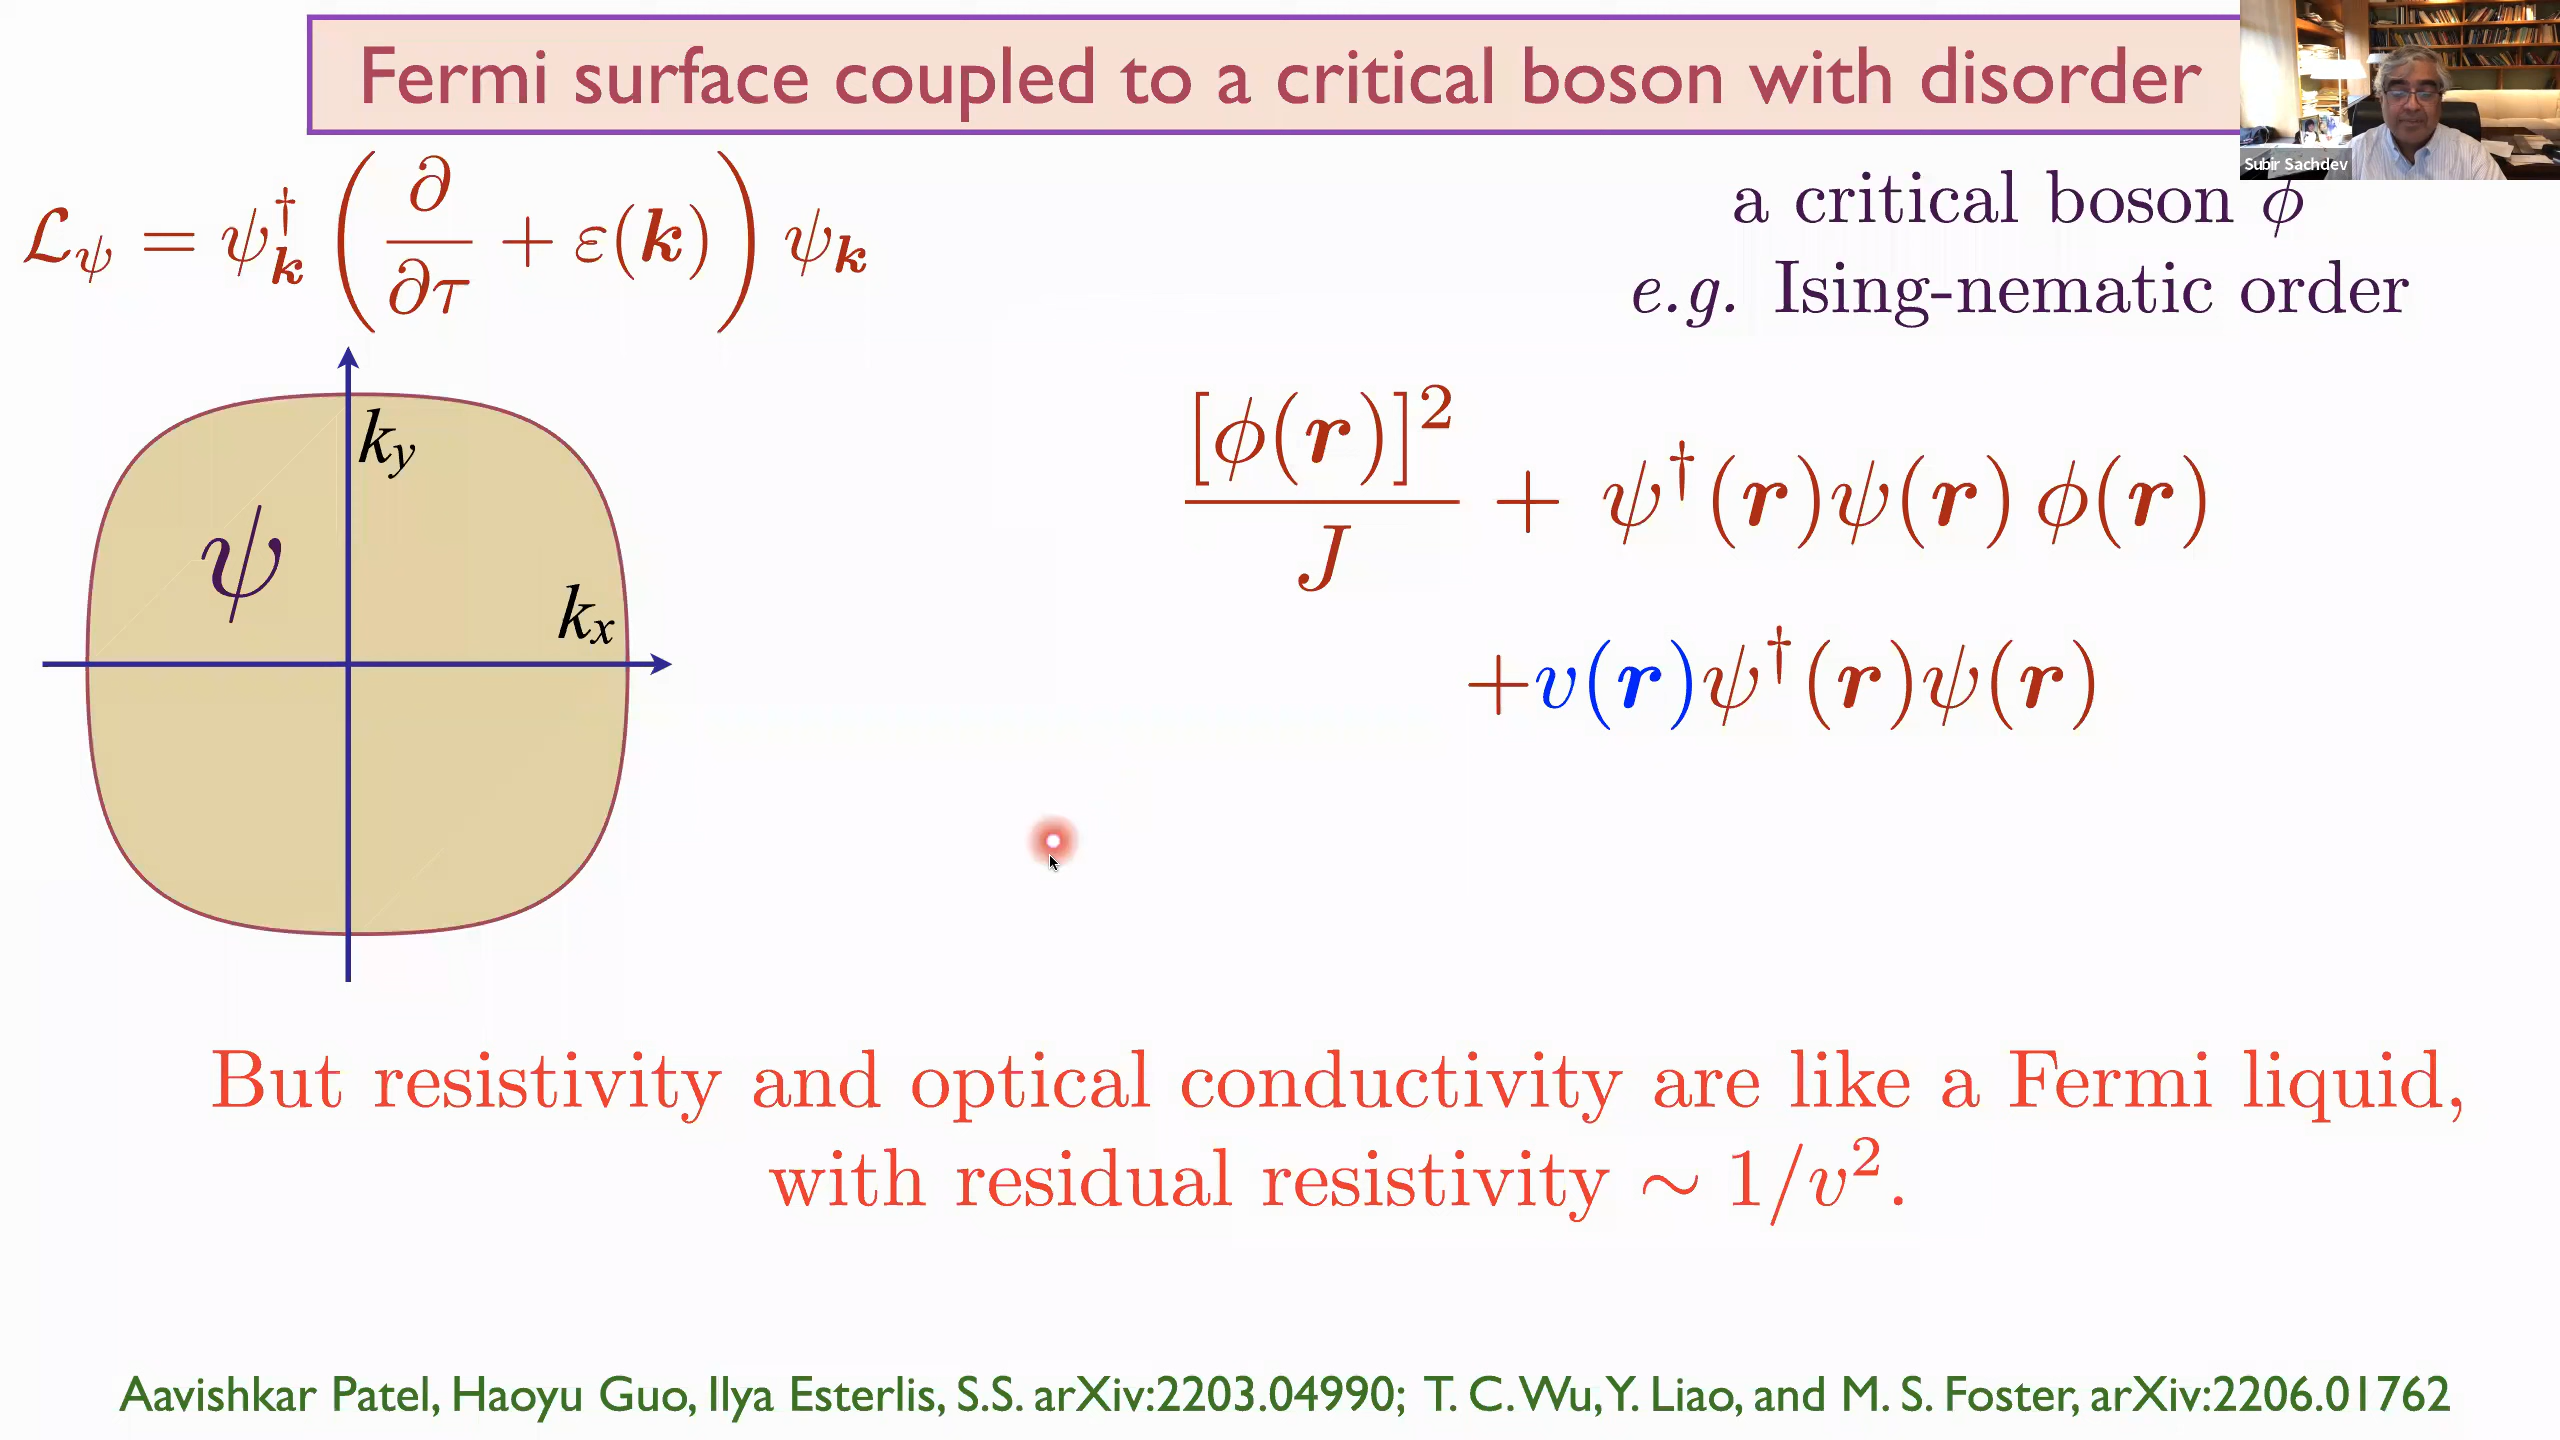 Fermi surface coupled to a critical boson with disorder
Subir Sachdev
ℒ_ψ = ψ†_𝒌 (∂/∂τ + ε(𝒌)) ψ_𝒌
a critical boson ϕ
e.g. Ising-nematic order
k_y
ψ
k_x
[ϕ(𝒓)]²/J + ψ†(𝒓)ψ(𝒓) ϕ(𝒓)
+v(𝒓)ψ†(𝒓)ψ(𝒓)
But resistivity and optical conductivity are like a Fermi liquid,
with residual resistivity ∼ 1/v².
Aavishkar Patel, Haoyu Guo, Ilya Esterlis, S.S. arXiv:2203.04990; T. C. Wu, Y. Liao, and M. S. Foster, arXiv:2206.01762